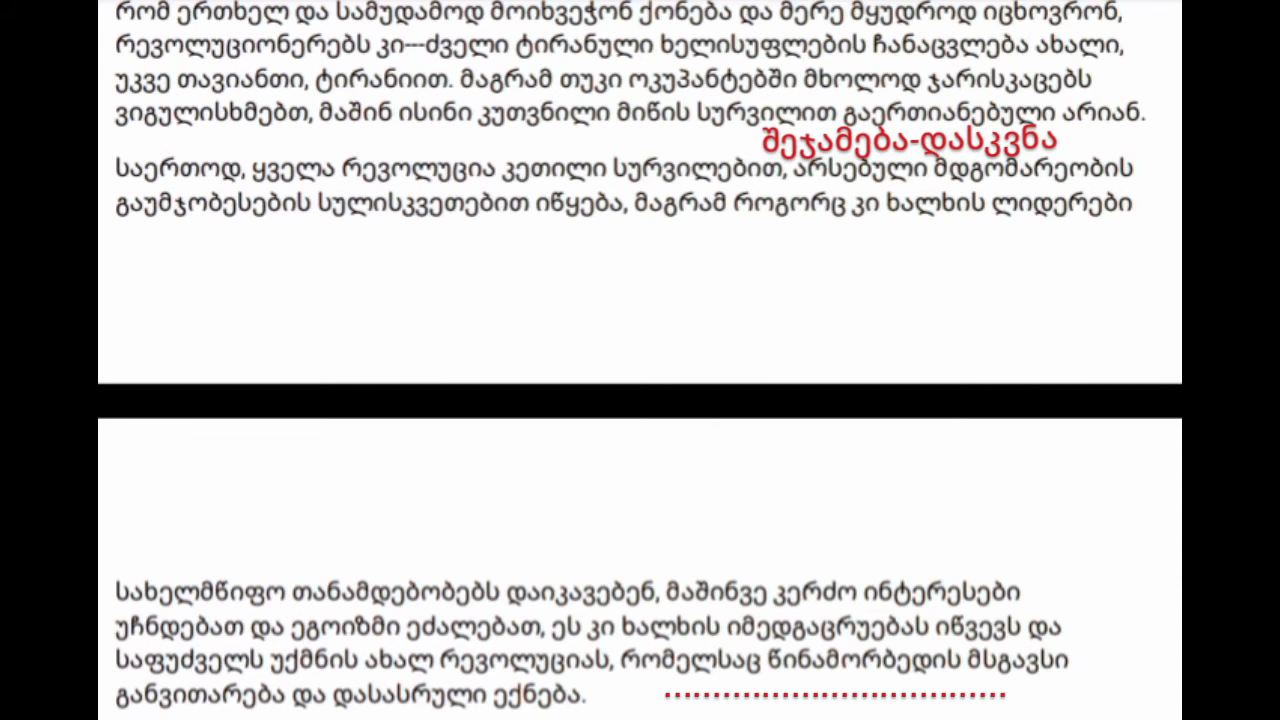 რომ ერთხელ და სამუდამოდ მოიხვეჭონ ქონება და მერე მყუდროდ იცხოვრონ,
რევოლუციონერებს კი---ძველი ტირანული ხელისუფლების ჩანაცვლება ახალი,
უკვე თავიანთი, ტირანიით. მაგრამ თუკი ოკუპანტებში მხოლოდ ჯარისკაცებს
ვიგულისხმებთ, მაშინ ისინი კუთვნილი მიწის სურვილით გაერთიანებული არიან.
შეჯამება-დასკვნა
საერთოდ, ყველა რევოლუცია კეთილი სურვილებით, არსებული მდგომარეობის
გაუმჯობესების სულისკვეთებით იწყება, მაგრამ როგორც კი ხალხის ლიდერები
სახელმწიფო თანამდებობებს დაიკავებენ, მაშინვე კერძო ინტერესები
უჩნდებათ და ეგოიზმი ეძალებათ, ეს კი ხალხის იმედგაცრუებას იწვევს და
საფუძველს უქმნის ახალ რევოლუციას, რომელსაც წინამორბედის მსგავსი
განვითარება და დასასრული ექნება.